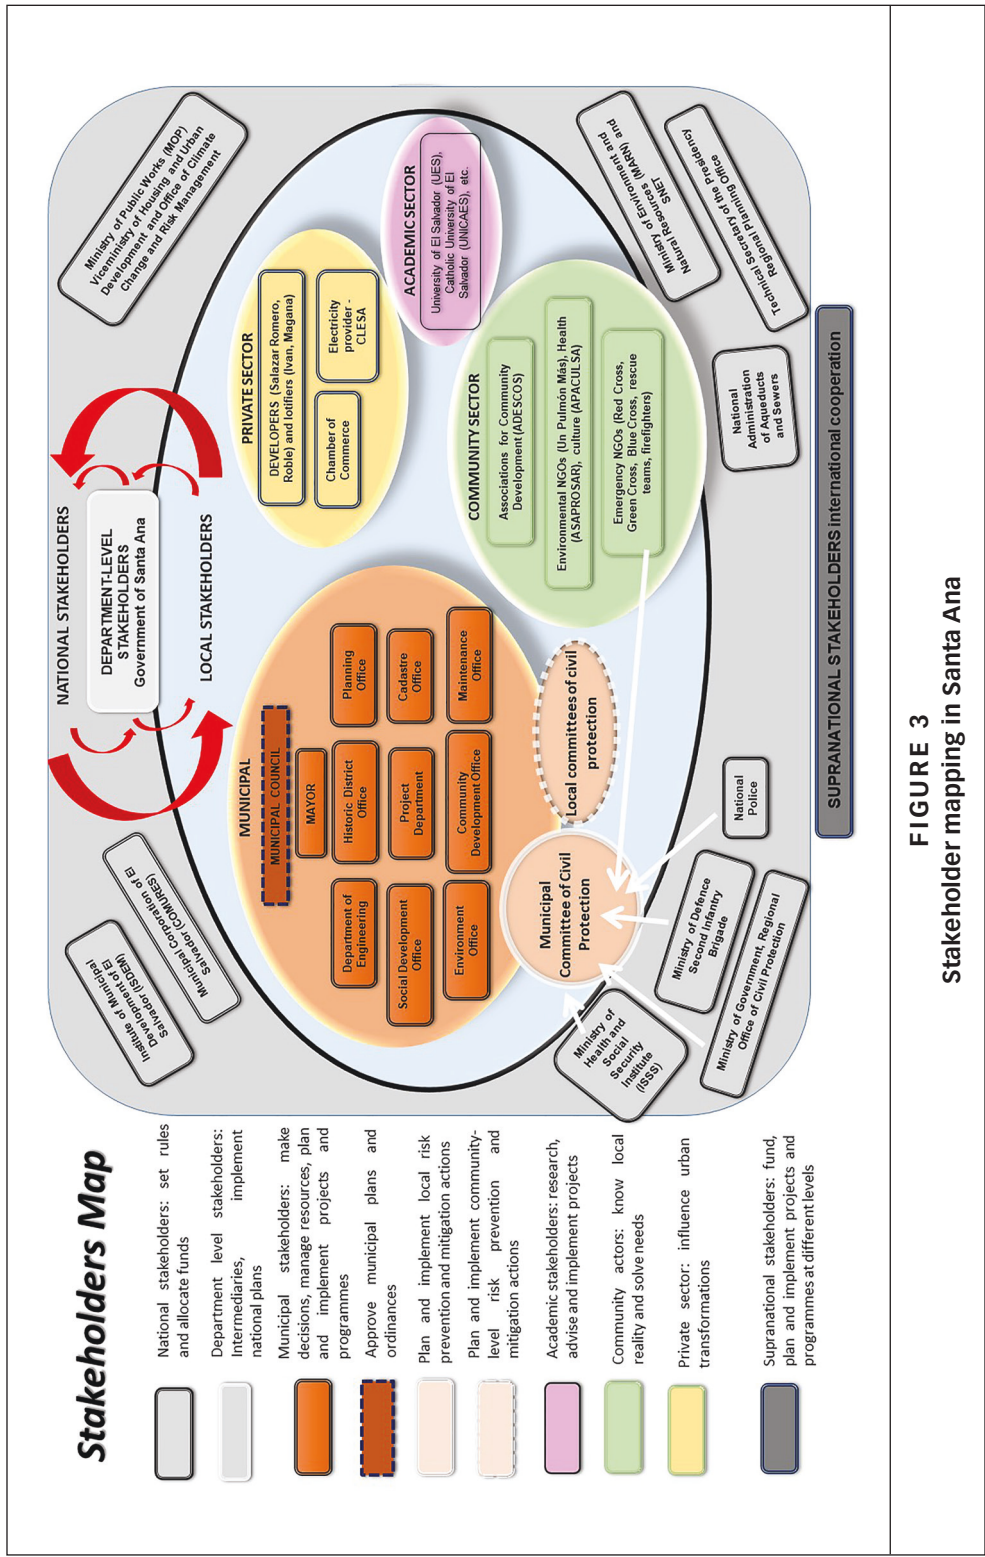 Stakeholders Map
National stakeholders: set rules
and allocate funds
Department level stakeholders:
Intermediaries, implement
national plans
Municipal stakeholders: make
decisions, manage resources, plan
and implement projects and
programmes
Approve municipal plans and
ordinances
Plan and implement local risk
prevention and mitigation actions
Plan and implement community-
level risk prevention and
mitigation actions
Academic stakeholders: research,
advise and implement projects
Community actors: know local
reality and solve needs
Private sector: influence urban
transformations
Supranational stakeholders: fund,
plan and implement projects and
programmes at different levels
NATIONAL STAKEHOLDERS
DEPARTMENT-LEVEL
STAKEHOLDERS
Government of Santa Ana
LOCAL STAKEHOLDERS
Institute of Municipal
Development of El
Salvador (ISDEM)
Municipal Corporation of El
Salvador (COMURES)
Ministry of Public Works (MOP)
Viceministry of Housing and Urban
Development and Office of Climate
Change and Risk Management
MUNICIPAL
MUNICIPAL COUNCIL
MAYOR
Department of
Engineering
Historic District
Office
Planning
Office
Social Development
Office
Project
Department
Cadastre
Office
Environment
Office
Community
Development Office
Maintenance
Office
PRIVATE SECTOR
DEVELOPERS (Salazar Romero,
Roble) and lotifiers (Ivan, Magana)
Chamber of
Commerce
Electricity
provider -
CLESA
ACADEMIC SECTOR
University of El Salvador (UES),
Catholic University of El
Salvador (UNICAES), etc.
COMMUNITY SECTOR
Associations for Community
Development (ADESCOS)
Environmental NGOs (Un Pulmón Más), Health
(ASAPROSAR), culture (APACULSA)
Emergency NGOs (Red Cross,
Green Cross, Blue Cross, rescue
teams, firefighters)
Municipal
Committee of Civil
Protection
Local committees of civil
protection
Ministry of
Health and
Social
Security
Institute
(ISSS)
Ministry of Government, Regional
Office of Civil Protection
Ministry of Defence
Second Infantry
Brigade
National
Police
National
Administration
of Aqueducts
and Sewers
Ministry of Environment and
Natural Resources (MARN) and
SNET
Technical Secretary of the Presidency
Regional Planning Office
SUPRANATIONAL STAKEHOLDERS international cooperation
FIGURE 3
Stakeholder mapping in Santa Ana